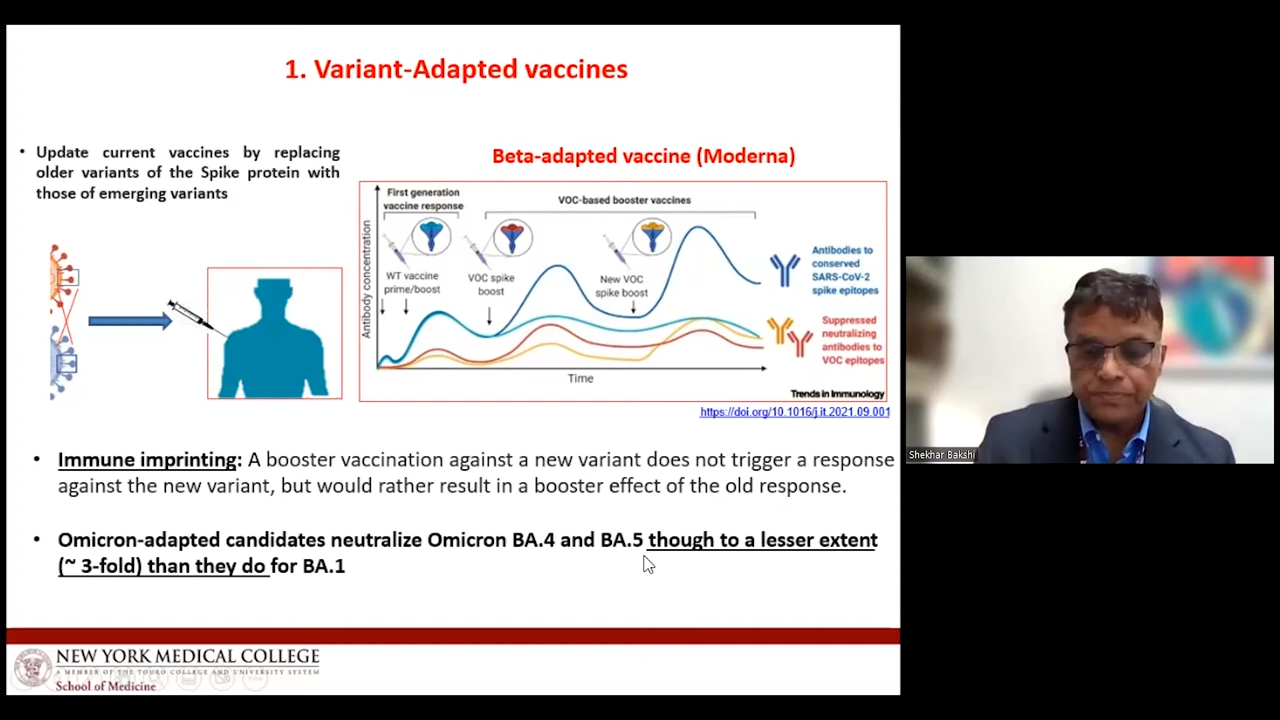 1. Variant-Adapted vaccines
• Update current vaccines by replacing
older variants of the Spike protein with
those of emerging variants
Beta-adapted vaccine (Moderna)
First generation
vaccine response
VOC-based booster vaccines
WT vaccine
prime/boost
VOC spike
boost
New VOC
spike boost
Antibody concentration
Time
Antibodies to
conserved
SARS-CoV-2
spike epitopes
Suppressed
neutralizing
antibodies to
VOC epitopes
Trends in Immunology
https://doi.org/10.1016/j.it.2021.09.001
• Immune imprinting: A booster vaccination against a new variant does not trigger a response
against the new variant, but would rather result in a booster effect of the old response.
• Omicron-adapted candidates neutralize Omicron BA.4 and BA.5 though to a lesser extent
(~ 3-fold) than they do for BA.1
NEW YORK MEDICAL COLLEGE
A MEMBER OF THE TOURO COLLEGE AND UNIVERSITY SYSTEM
School of Medicine
Shekhar Bakshi